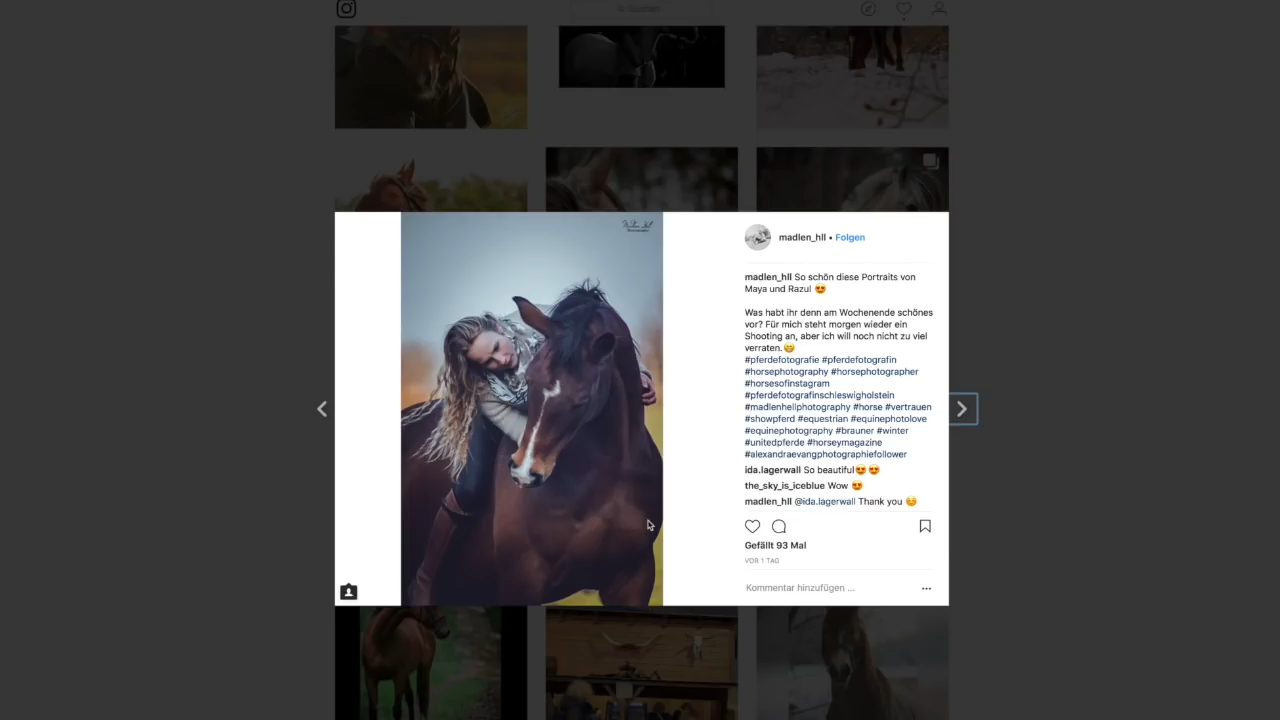 madlen_hll • Folgen
madlen_hll So schön diese Portraits von
Maya und Razul 😍
Was habt ihr denn am Wochenende schönes
vor? Für mich steht morgen wieder ein
Shooting an, aber ich will noch nicht zu viel
verraten.😁
#pferdefotografie #pferdefotografin
#horsephotography #horsephotographer
#horsesofinstagram
#pferdefotografinschleswigholstein
#madlenhellphotography #horse #vertrauen
#showpferd #equestrian #equinephotolove
#equinephotography #brauner #winter
#unitedpferde #horseymagazine
#alexandraevangphotographiefollower
ida.lagerwall So beautiful😍😍
the_sky_is_iceblue Wow 😍
madlen_hll @ida.lagerwall Thank you ☺️
Gefällt 93 Mal
VOR 1 TAG
Kommentar hinzufügen ...